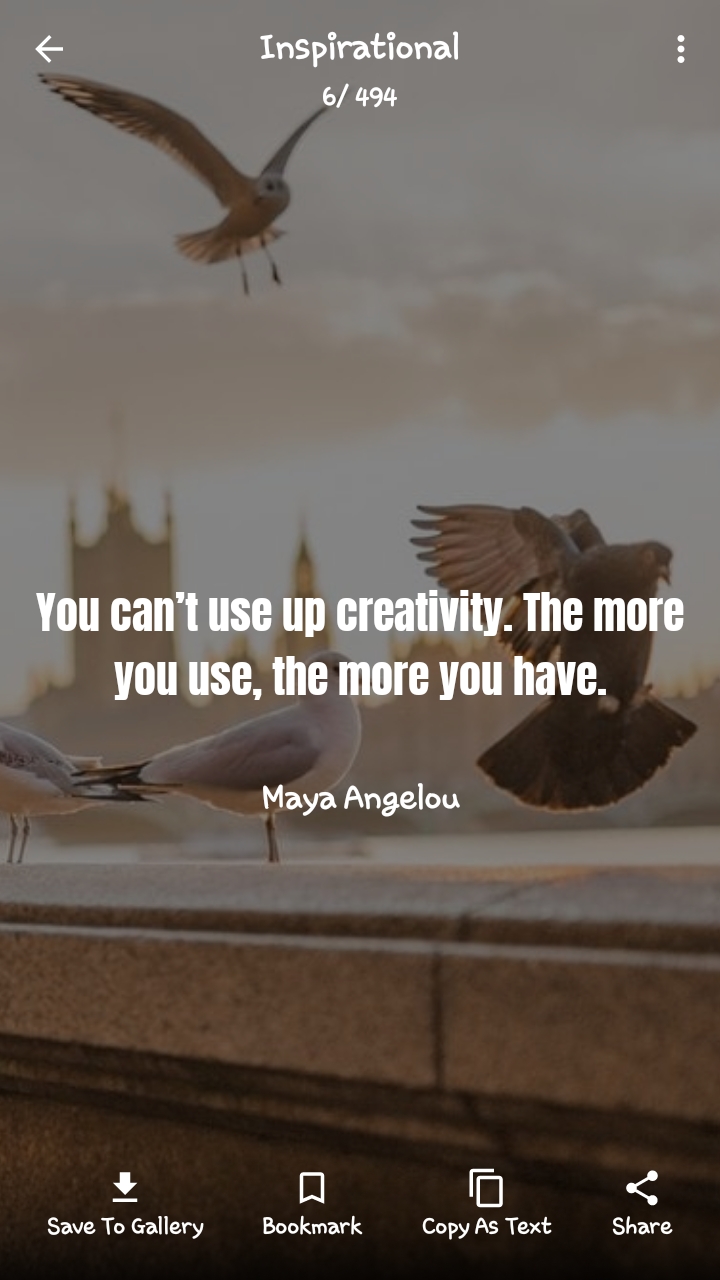 Inspirational
6/ 494
You can’t use up creativity. The more
you use, the more you have.
Maya Angelou
Save To Gallery
Bookmark
Copy As Text
Share